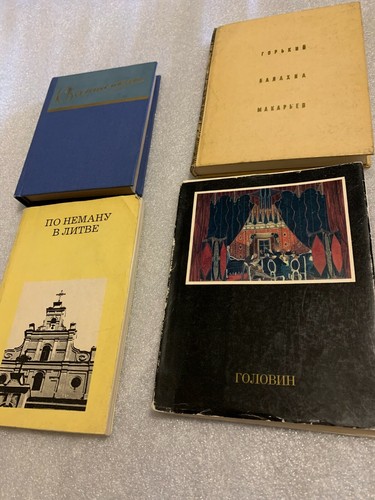 ГОРЬКИЙ
БАЛАХНА
МАКАРЬЕВ
ПО НЕМАНУ
В ЛИТВЕ
ГОЛОВИН